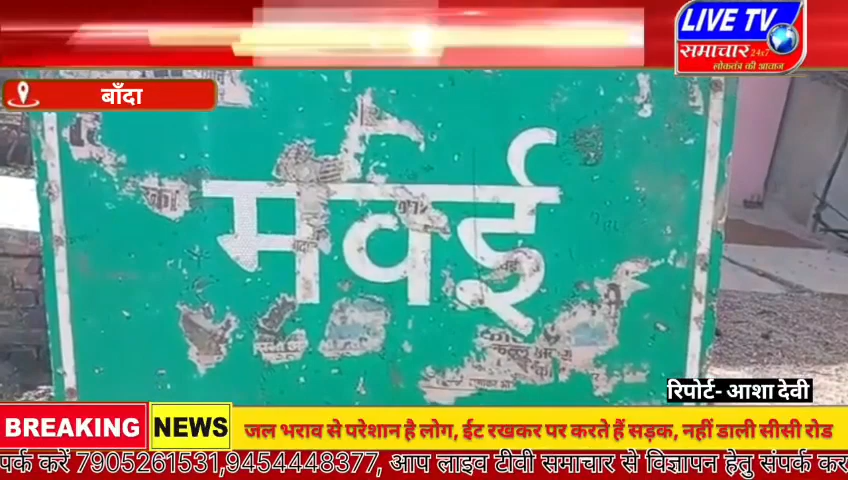 LIVE TV
समाचार 24x7
लोकतंत्र की आवाज
बाँदा
मवई
रिपोर्ट- आशा देवी
BREAKING NEWS
जल भराव से परेशान है लोग, ईट रखकर पर करते हैं सड़क, नहीं डाली सीसी रोड
पर्क करें 7905261531,9454448377, आप लाइव टीवी समाचार से विज्ञापन हेतु संपर्क कर